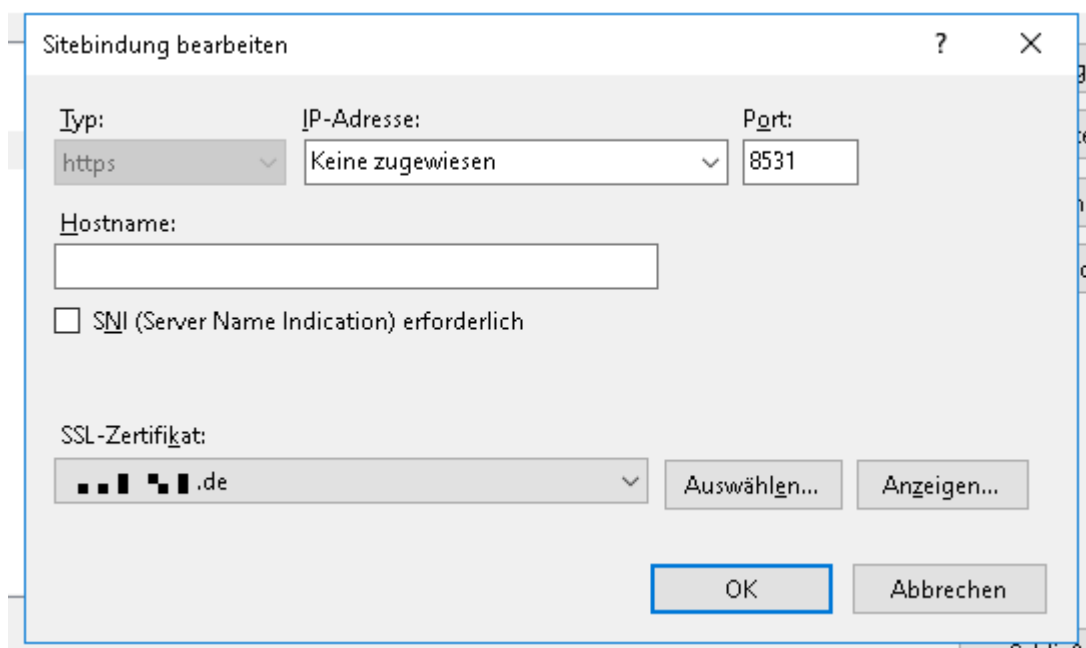 Sitebindung bearbeiten ? ×
Typ: IP-Adresse: Port:
https Keine zugewiesen 8531
Hostname:
SNI (Server Name Indication) erforderlich
SSL-Zertifikat:
.de Auswählen... Anzeigen...
OK Abbrechen